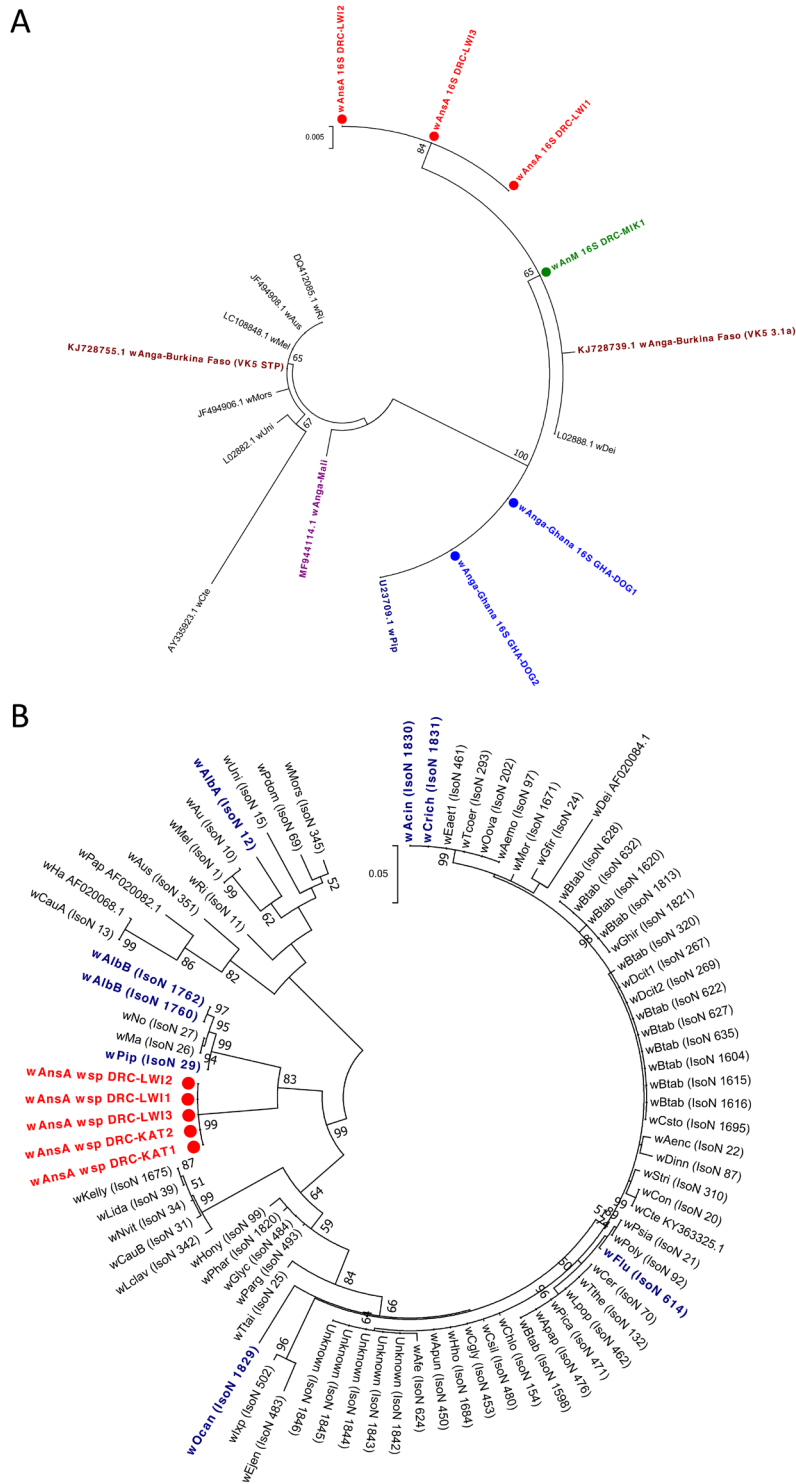 A
wAnsA 16S DRC-LWI2
wAnsA 16S DRC-LWI3
wAnsA 16S DRC-LWI1
0.005
84
wAnM 16S DRC-MIK1
65
KJ728739.1 wAnga-Burkina Faso (VK5 3.1a)
L02888.1 wDei
100
wAnga-Ghana 16S GHA-DOG1
wAnga-Ghana 16S GHA-DOG2
U23709.1 wPip
DQ412085.1 wRi
JF494908.1 wAus
LC108848.1 wMel
KJ728755.1 wAnga-Burkina Faso (VK5 STP)
65
JF494906.1 wMors
L02882.1 wUni
67
AY335923.1 wCte
MF944114.1 wAnga-Mali
B
wAcin (IsoN 1830)
wCrich (IsoN 1831)
wEaet1 (IsoN 461)
wTcoer (IsoN 293)
wOova (IsoN 202)
wAemo (IsoN 97)
wMor (IsoN 1671)
wGfir (IsoN 24)
wDei AF020084.1
wBtab (IsoN 628)
wBtab (IsoN 632)
wBtab (IsoN 1620)
wBtab (IsoN 1813)
wGhir (IsoN 1821)
wBtab (IsoN 320)
wDcit1 (IsoN 267)
wDcit2 (IsoN 269)
wBtab (IsoN 622)
wBtab (IsoN 627)
wBtab (IsoN 635)
wBtab (IsoN 1604)
wBtab (IsoN 1615)
wBtab (IsoN 1616)
wCsto (IsoN 1695)
wAenc (IsoN 22)
wDinn (IsoN 87)
wStri (IsoN 310)
wCon (IsoN 20)
wCte KY363325.1
wPsia (IsoN 21)
wPoly (IsoN 92)
wFlu (IsoN 614)
wCer (IsoN 70)
wTthe (IsoN 132)
wLpop (IsoN 462)
wPica (IsoN 471)
wApap (IsoN 476)
wBtab (IsoN 1598)
wChlo (IsoN 154)
wCsil (IsoN 480)
wOgly (IsoN 453)
wHho (IsoN 1684)
wApun (IsoN 450)
wAfe (IsoN 624)
Unknown (IsoN 1842)
Unknown (IsoN 1843)
Unknown (IsoN 1844)
Unknown (IsoN 1845)
Unknown (IsoN 1846)
wEjen (IsoN 483)
wIxp (IsoN 502)
wOcan (IsoN 1829)
wTtai (IsoN 25)
wParg (IsoN 493)
wGlyc (IsoN 484)
wPhar (IsoN 1820)
wHony (IsoN 99)
wLclav (IsoN 342)
wCauB (IsoN 31)
wNvit (IsoN 34)
wLida (IsoN 39)
wKelly (IsoN 1675)
wAnsA wsp DRC-KAT1
wAnsA wsp DRC-KAT2
wAnsA wsp DRC-LWI3
wAnsA wsp DRC-LWI1
wAnsA wsp DRC-LWI2
wPip (IsoN 29)
wMa (IsoN 26)
wNo (IsoN 27)
wAlbB (IsoN 1760)
wAlbB (IsoN 1762)
wCauA (IsoN 13)
wHa AF020068.1
wPap AF020082.1
wAus (IsoN 351)
wRi (IsoN 11)
wMel (IsoN 1)
wAu (IsoN 10)
wAlbA (IsoN 12)
wUni (IsoN 15)
wPdom (IsoN 69)
wMors (IsoN 345)
0.05
99
98
99
60
96
64
66
96
84
59
64
99
83
99
51
87
99
94
99
95
97
99
86
82
99
62
52